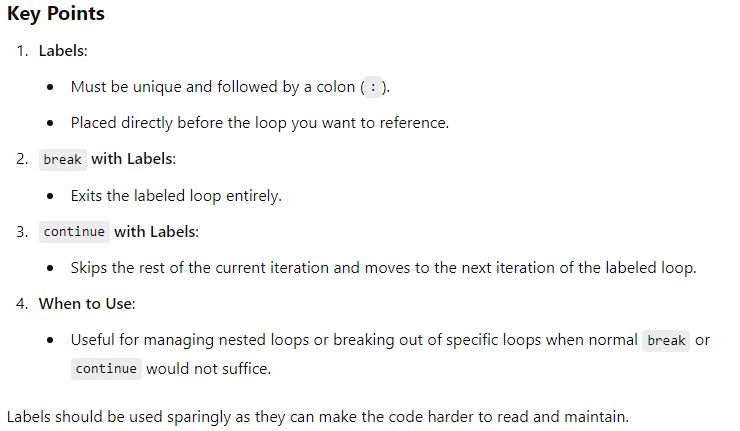 Key Points
1. Labels:
• Must be unique and followed by a colon ( : ).
• Placed directly before the loop you want to reference.
2. break with Labels:
• Exits the labeled loop entirely.
3. continue with Labels:
• Skips the rest of the current iteration and moves to the next iteration of the labeled loop.
4. When to Use:
• Useful for managing nested loops or breaking out of specific loops when normal break or
continue would not suffice.
Labels should be used sparingly as they can make the code harder to read and maintain.